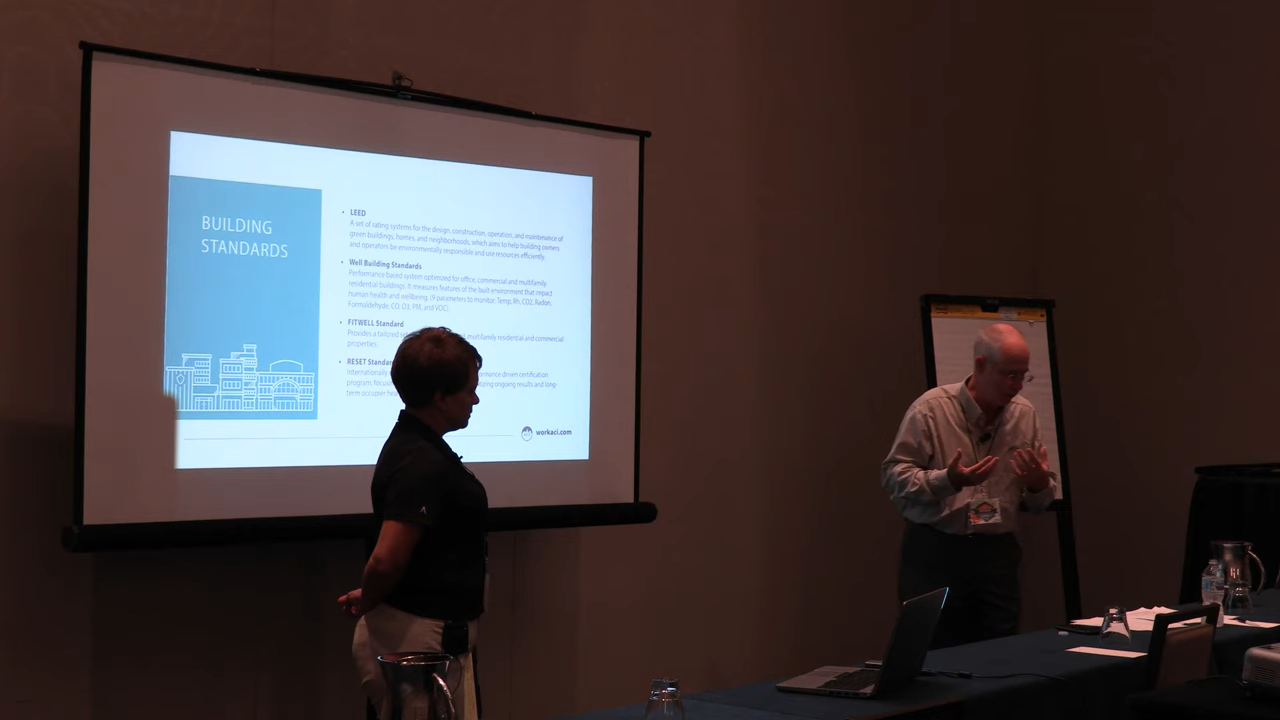 BUILDING
STANDARDS
• LEED
A set of rating systems for the design, construction, operation, and maintenance of
green buildings, homes, and neighborhoods, which aims to help building owners
and operators be environmentally responsible and use resources efficiently.
• Well Building Standards
Performance based system optimized for office, commercial and multifamily
residential buildings. It measures features of the built environment that impact
human health and wellbeing. (9 parameters to monitor: Temp, Rh, CO2, Radon,
Formaldehyde, CO, O3, PM, and VOC).
• FITWELL Standard
Provides a tailored multifamily residential and commercial
properties.
• RESET
Internationally driven certification
program; ongoing results and long-
term occupier
workaci.com